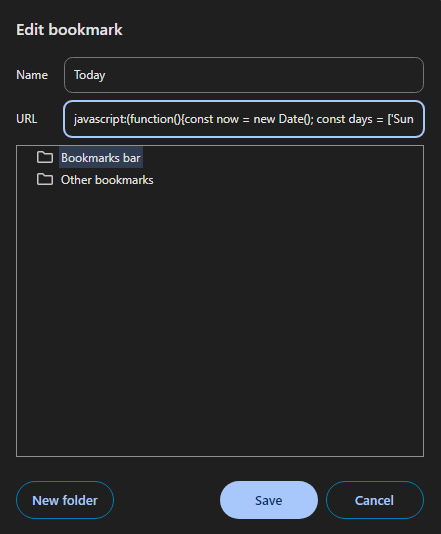 Edit bookmark
Name Today
URL javascript:(function(){const now = new Date(); const days = ['Sun
Bookmarks bar
Other bookmarks
New folder Save Cancel